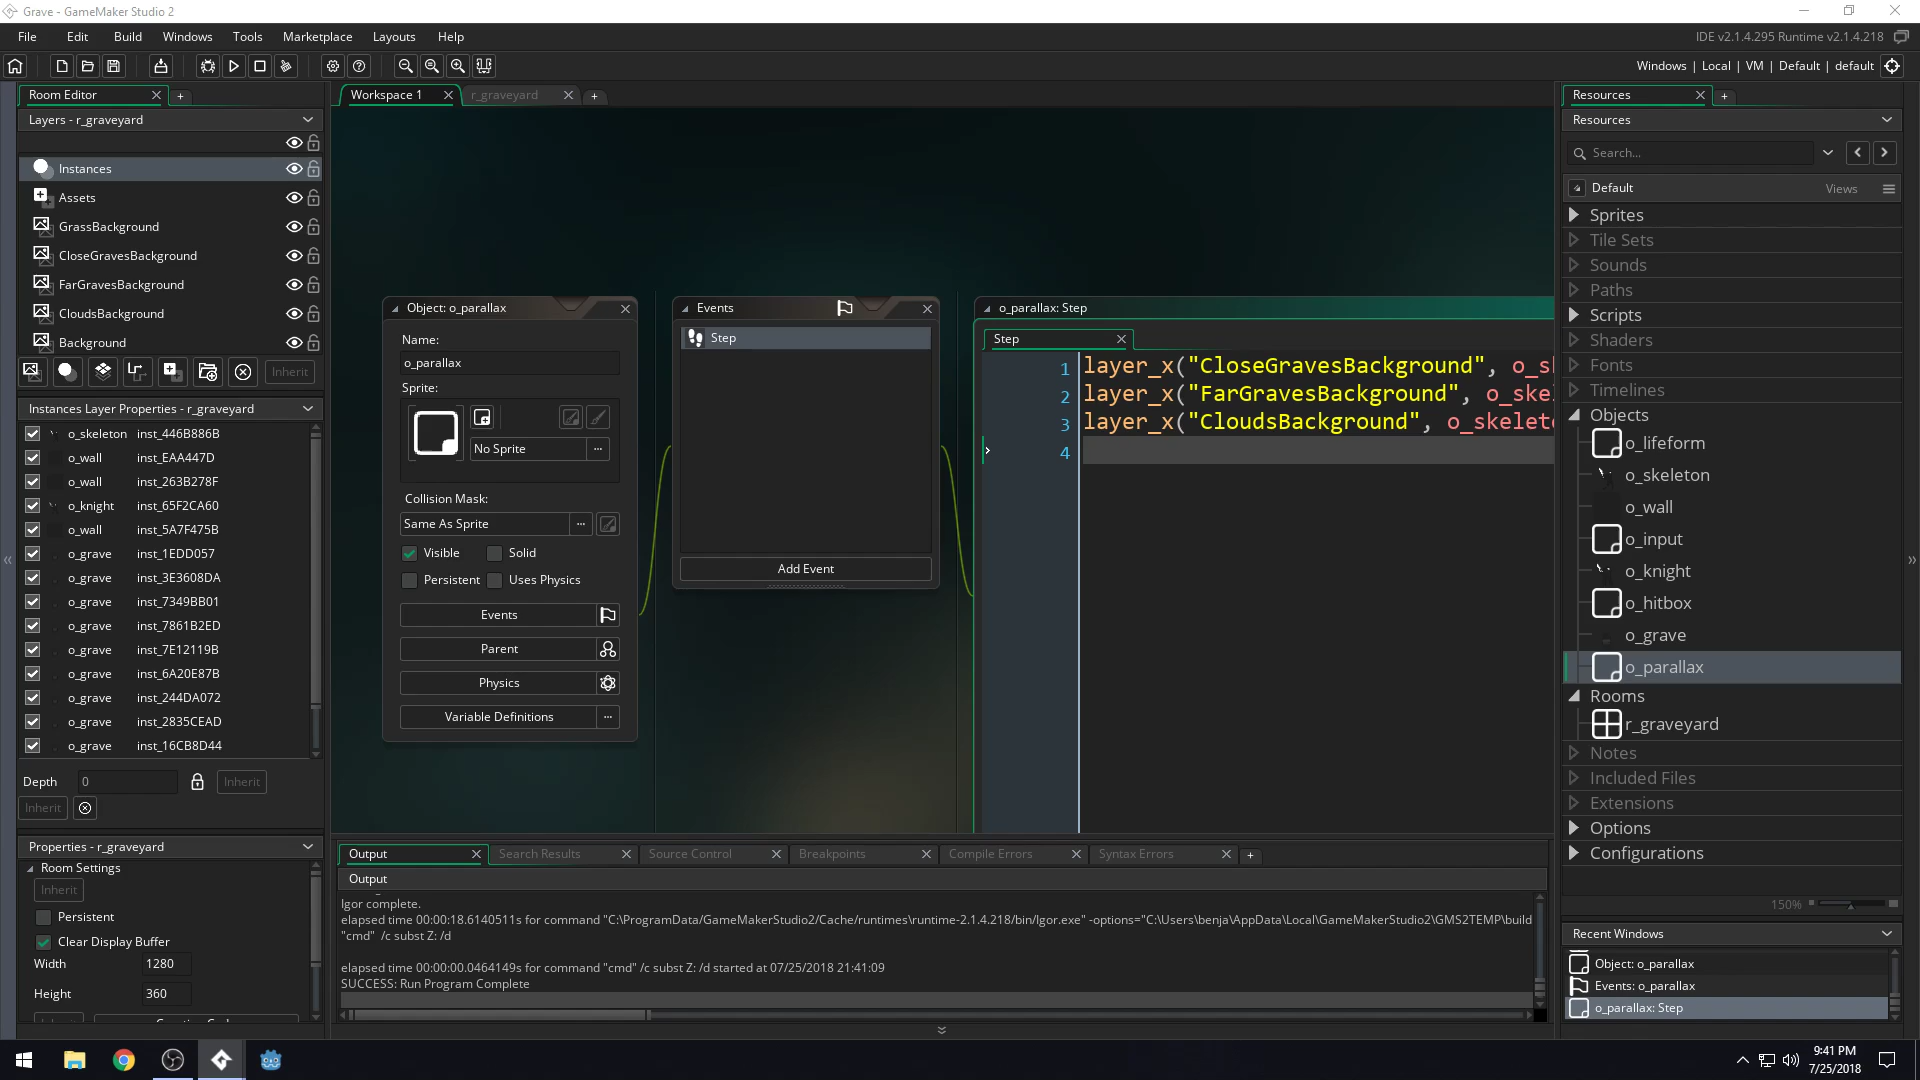 Grave - GameMaker Studio 2
File Edit Build Windows Tools Marketplace Layouts Help
IDE v2.1.4.295 Runtime v2.1.4.218
Windows | Local | VM | Default | default
Room Editor
Layers - r_graveyard
Instances
Assets
GrassBackground
CloseGravesBackground
FarGravesBackground
CloudsBackground
Background
Inherit
Instances Layer Properties - r_graveyard
o_skeleton inst_446B886B
o_wall inst_EAA447D
o_wall inst_263B278F
o_knight inst_65F2CA60
o_wall inst_5A7F475B
o_grave inst_1EDD057
o_grave inst_3E3608DA
o_grave inst_7349BB01
o_grave inst_7861B2ED
o_grave inst_7E12119B
o_grave inst_6A20E87B
o_grave inst_244DA072
o_grave inst_2835CEAD
o_grave inst_16CB8D44
Depth 0 Inherit
Inherit
Properties - r_graveyard
Room Settings
Inherit
Persistent
Clear Display Buffer
Width 1280
Height 360
Workspace 1 r_graveyard
Object: o_parallax
Name:
o_parallax
Sprite:
No Sprite
Collision Mask:
Same As Sprite
Visible Solid
Persistent Uses Physics
Events
Parent
Physics
Variable Definitions
Events
Step
Add Event
o_parallax: Step
Step
1 layer_x("CloseGravesBackground", o_s
2 layer_x("FarGravesBackground", o_ske
3 layer_x("CloudsBackground", o_skelet
4
Output Search Results Source Control Breakpoints Compile Errors Syntax Errors
Output
Igor complete.
elapsed time 00:00:18.6140511s for command "C:\ProgramData/GameMakerStudio2/Cache/runtimes\runtime-2.1.4.218/bin/Igor.exe" -options="C:\Users\benja\AppData\Local\GameMakerStudio2\GMS2TEMP\build
"cmd" /c subst Z: /d
elapsed time 00:00:00.0464149s for command "cmd" /c subst Z: /d started at 07/25/2018 21:41:09
SUCCESS: Run Program Complete
Resources
Resources
Search...
Default Views
Sprites
Tile Sets
Sounds
Paths
Scripts
Shaders
Fonts
Timelines
Objects
o_lifeform
o_skeleton
o_wall
o_input
o_knight
o_hitbox
o_grave
o_parallax
Rooms
r_graveyard
Notes
Included Files
Extensions
Options
Configurations
150%
Recent Windows
Object: o_parallax
Events: o_parallax
o_parallax: Step
9:41 PM
7/25/2018